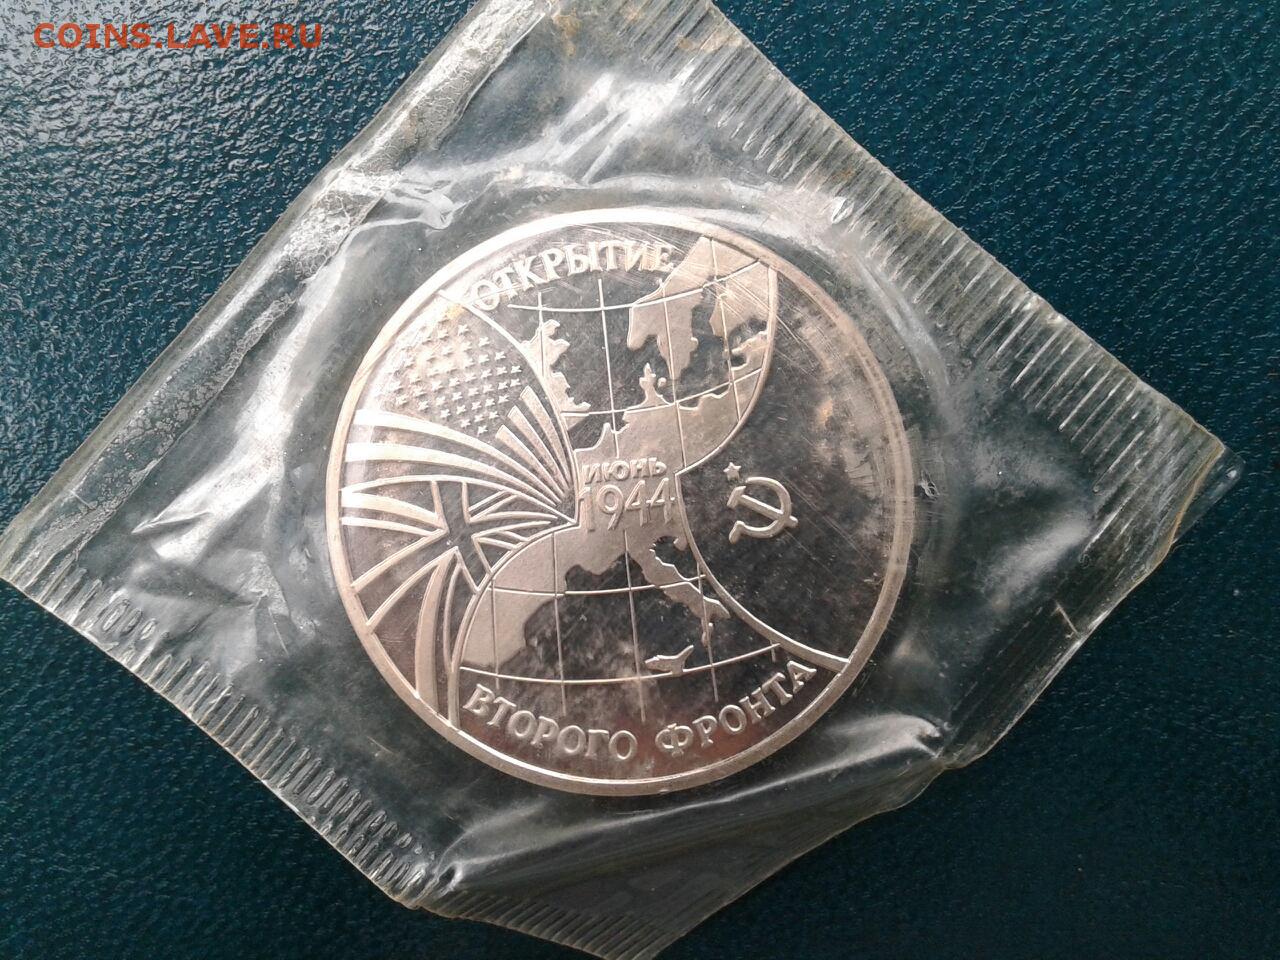 COINS.LAVE.RU
ОТКРЫТИЕ
ИЮНЬ
1944
ВТОРОГО ФРОНТА